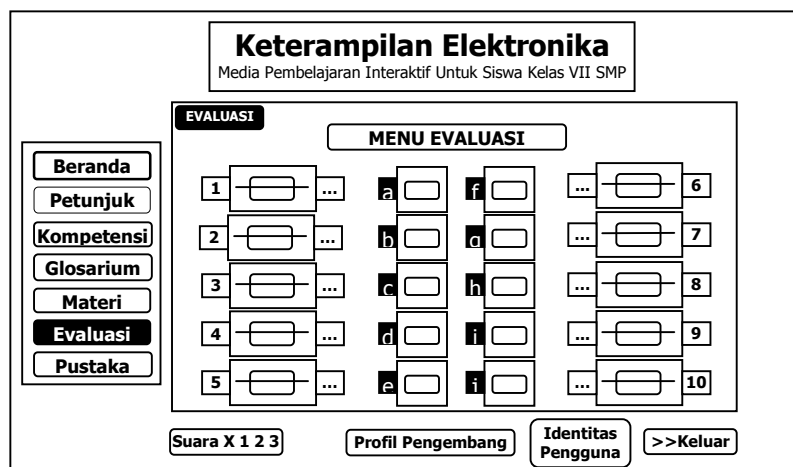 Keterampilan Elektronika
Media Pembelajaran Interaktif Untuk Siswa Kelas VII SMP
EVALUASI
MENU EVALUASI
Beranda
Petunjuk
Kompetensi
Glosarium
Materi
Evaluasi
Pustaka
1 ... a f ... 6
2 ... b g ... 7
3 ... c h ... 8
4 ... d i ... 9
5 ... e j ... 10
Suara X 1 2 3
Profil Pengembang
Identitas
Pengguna
>>Keluar